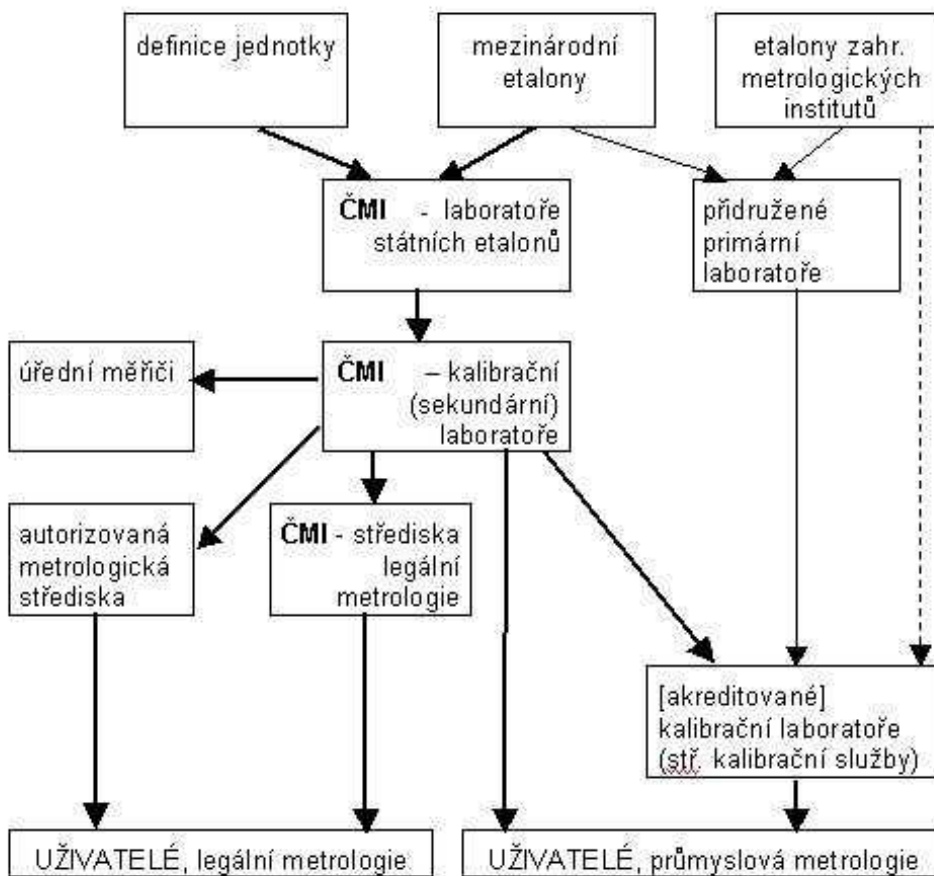 definice jednotky
mezinárodní
etalony
etalony zahr.
metrologických
institutů
ČMI - laboratoře
státních etalonů
přidružené
primární
laboratoře
úřední měřiči
ČMI – kalibrační
(sekundární)
laboratoře
autorizovaná
metrologická
střediska
ČMI - střediska
legální
metrologie
[akreditované]
kalibrační laboratoře
(stř. kalibrační služby)
UŽIVATELÉ, legální metrologie
UŽIVATELÉ, průmyslová metrologie